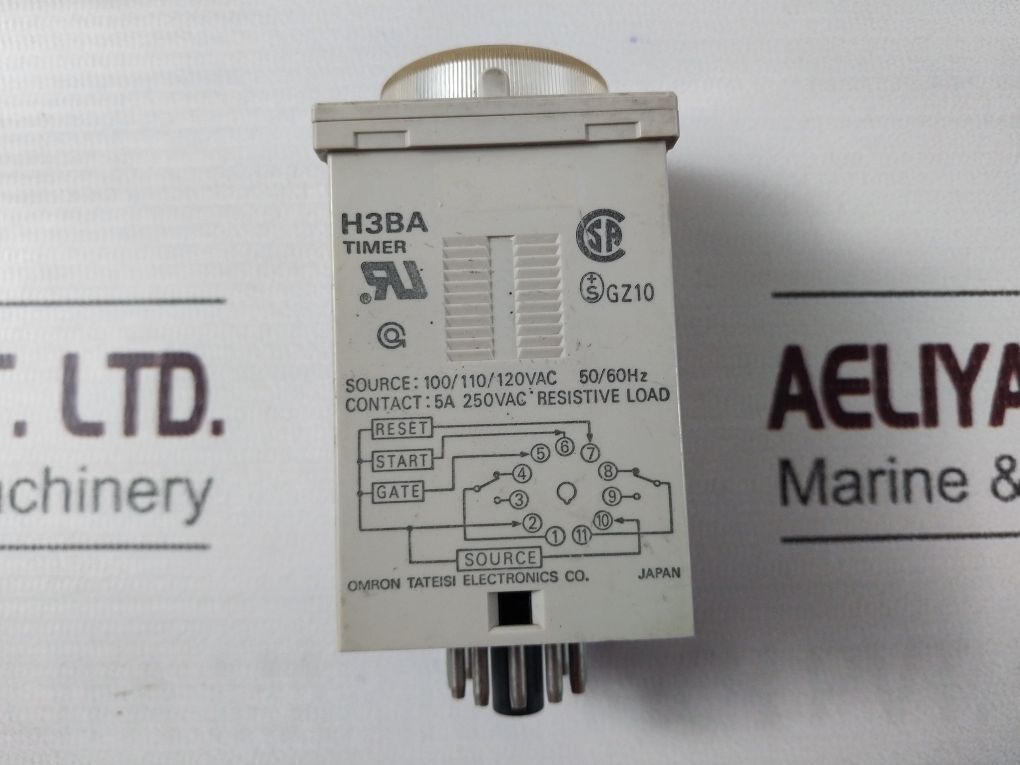 H3BA
TIMER
GZ10
SOURCE: 100/110/120VAC 50/60Hz
CONTACT: 5A 250VAC RESISTIVE LOAD
RESET
START
GATE
5 6 7
4 8
3 9
2 10
1 11
SOURCE
OMRON TATEISI ELECTRONICS CO. JAPAN
T. LTD.
AELIYA
Marine &